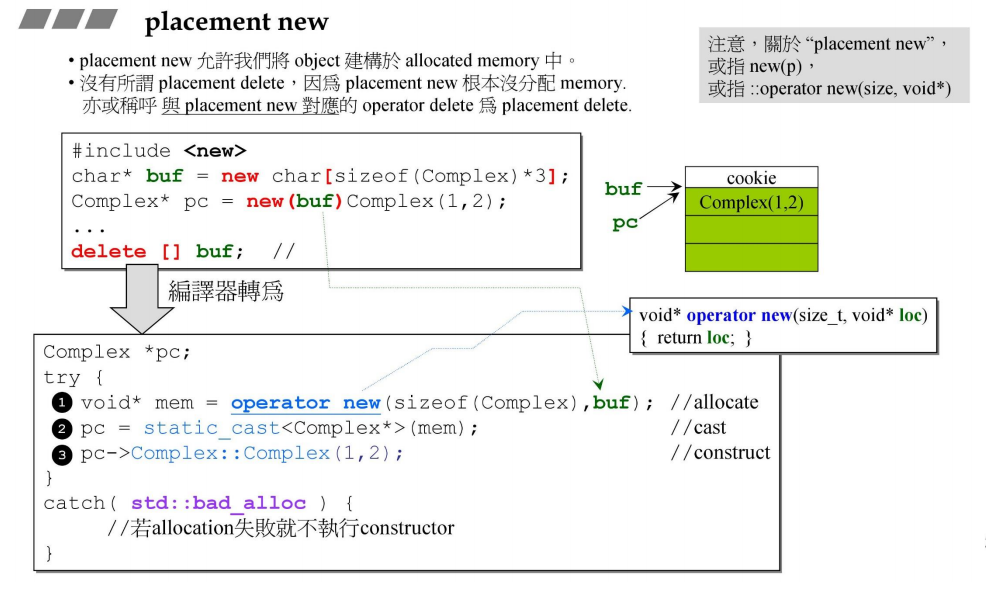 placement new
• placement new 允許我們將 object 建構於 allocated memory 中。
• 沒有所謂 placement delete，因爲 placement new 根本沒分配 memory.
亦或稱呼 與 placement new 對應的 operator delete 爲 placement delete.
注意，關於 “placement new”，
或指 new(p)，
或指 ::operator new(size, void*)
#include <new>
char* buf = new char[sizeof(Complex)*3];
Complex* pc = new(buf)Complex(1,2);
...
delete [] buf;  //
buf
pc
cookie
Complex(1,2)
編譯器轉爲
void* operator new(size_t, void* loc)
{ return loc; }
Complex *pc;
try {
1 void* mem = operator new(sizeof(Complex),buf); //allocate
2 pc = static_cast<Complex*>(mem); //cast
3 pc->Complex::Complex(1,2); //construct
}
catch( std::bad_alloc ) {
//若allocation失敗就不執行constructor
}